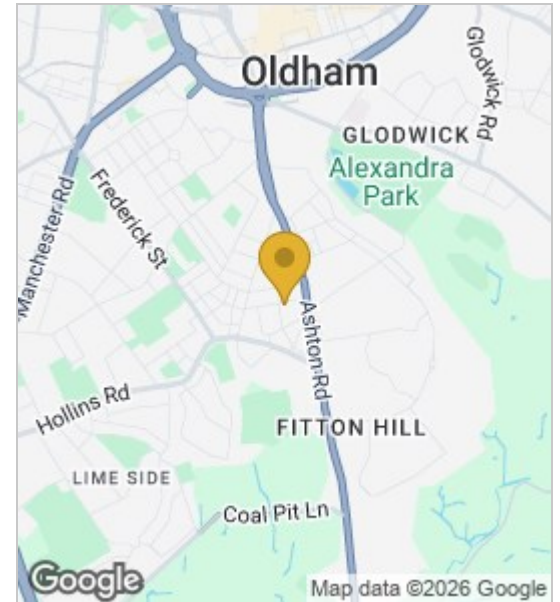 Oldham
Glodwick Rd
GLODWICK
Alexandra
Park
Manchester Rd
Frederick St
Ashton Rd
Hollins Rd
FITTON HILL
LIME SIDE
Coal Pit Ln
Google
Map data ©2026 Google